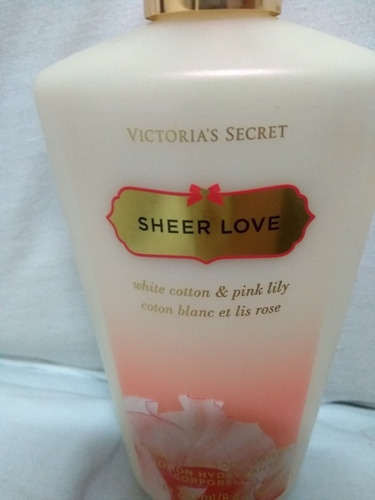 VICTORIA'S SECRET
SHEER LOVE
white cotton & pink lily
coton blanc et lis rose